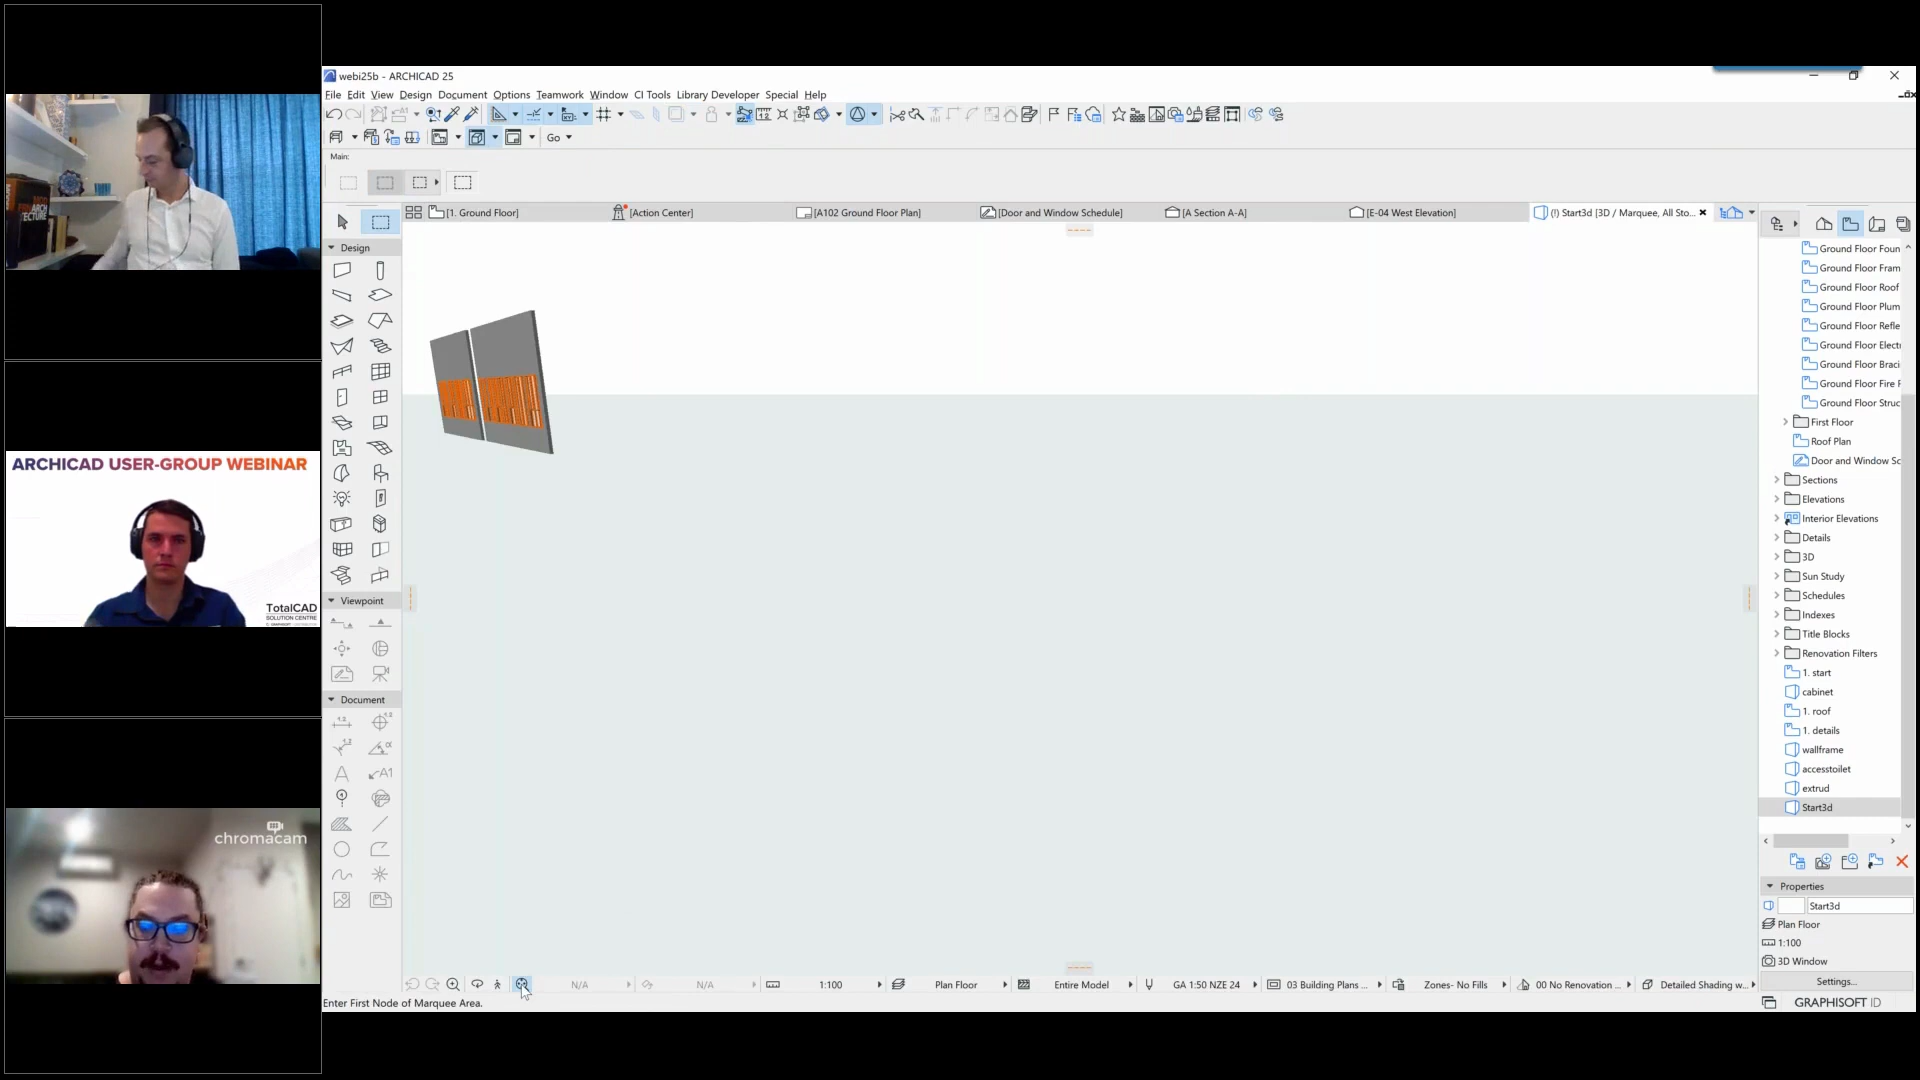 ARCHICAD USER-GROUP WEBINAR
TotalCAD
SOLUTION CENTRE
chromacam
ARCH
TECTURE
webi25b - ARCHICAD 25
File Edit View Design Document Options Teamwork Window CI Tools Library Developer Special Help
Go
Main:
[1. Ground Floor]
[Action Center]
[A102 Ground Floor Plan]
[Door and Window Schedule]
[A Section A-A]
[E-04 West Elevation]
(!) Start3d [3D / Marquee, All Sto...
Design
Viewpoint
Document
Ground Floor Foun
Ground Floor Fram
Ground Floor Roof
Ground Floor Plum
Ground Floor Refle
Ground Floor Elect
Ground Floor Braci
Ground Floor Fire F
Ground Floor Struc
First Floor
Roof Plan
Door and Window Sc
Sections
Elevations
Interior Elevations
Details
3D
Sun Study
Schedules
Indexes
Title Blocks
Renovation Filters
1. start
cabinet
1. roof
1. details
wallframe
accesstoilet
extrud
Start3d
Properties
Start3d
Plan Floor
1:100
3D Window
Settings...
GRAPHISOFT ID
N/A
N/A
1:100
Plan Floor
Entire Model
GA 1:50 NZE 24
03 Building Plans ...
Zones- No Fills
00 No Renovation ...
Detailed Shading w...
Enter First Node of Marquee Area.